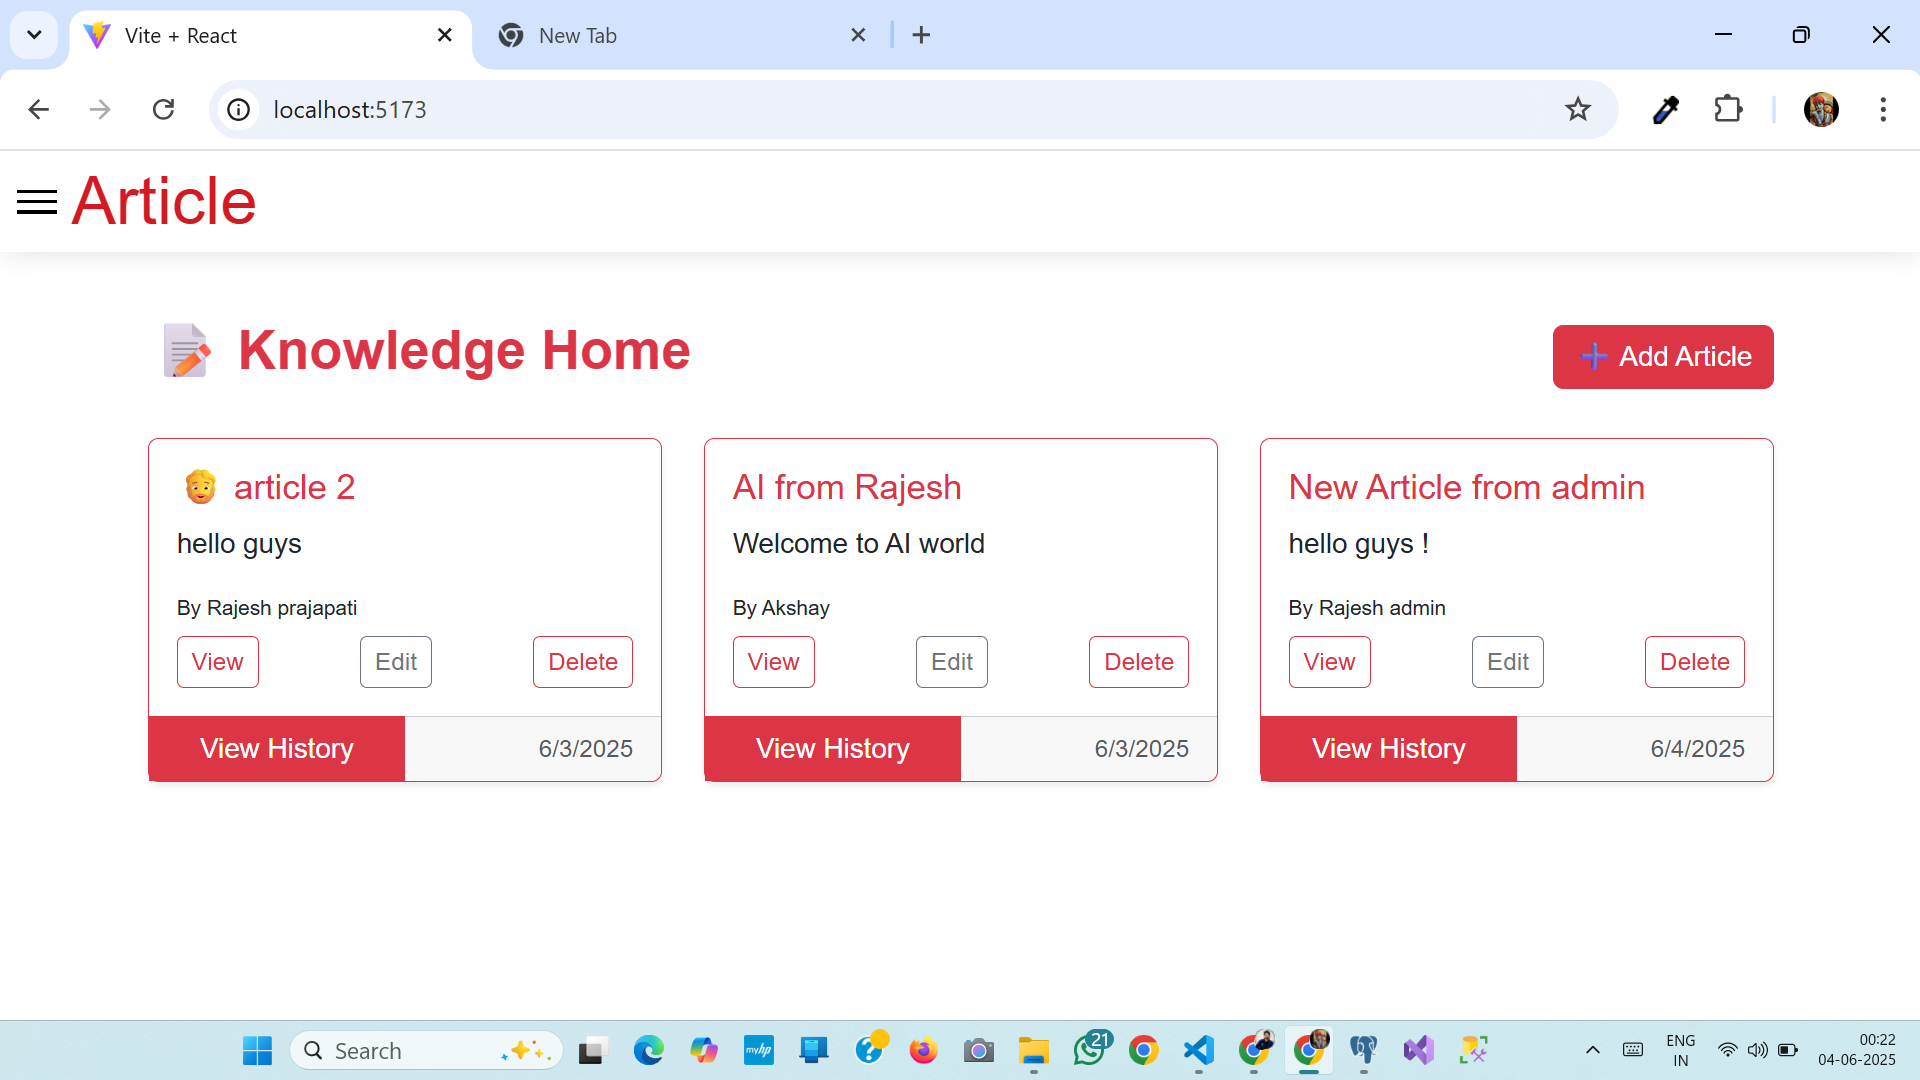 Vite + React
New Tab
localhost:5173
Article
Knowledge Home
Add Article
article 2
hello guys
By Rajesh prajapati
View
Edit
Delete
View History
6/3/2025
AI from Rajesh
Welcome to AI world
By Akshay
View
Edit
Delete
View History
6/3/2025
New Article from admin
hello guys !
By Rajesh admin
View
Edit
Delete
View History
6/4/2025
Search
myhp
21
ENG
IN
00:22
04-06-2025